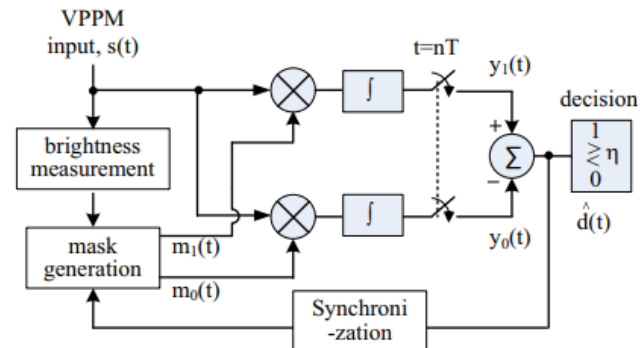 VPPM
input, s(t)
t=nT
y₁(t)
decision
∫
+
1
≷ η
0
brightness
measurement
Σ
−
d̂(t)
∫
mask
generation
m₁(t)
m₀(t)
y₀(t)
Synchroni
-zation